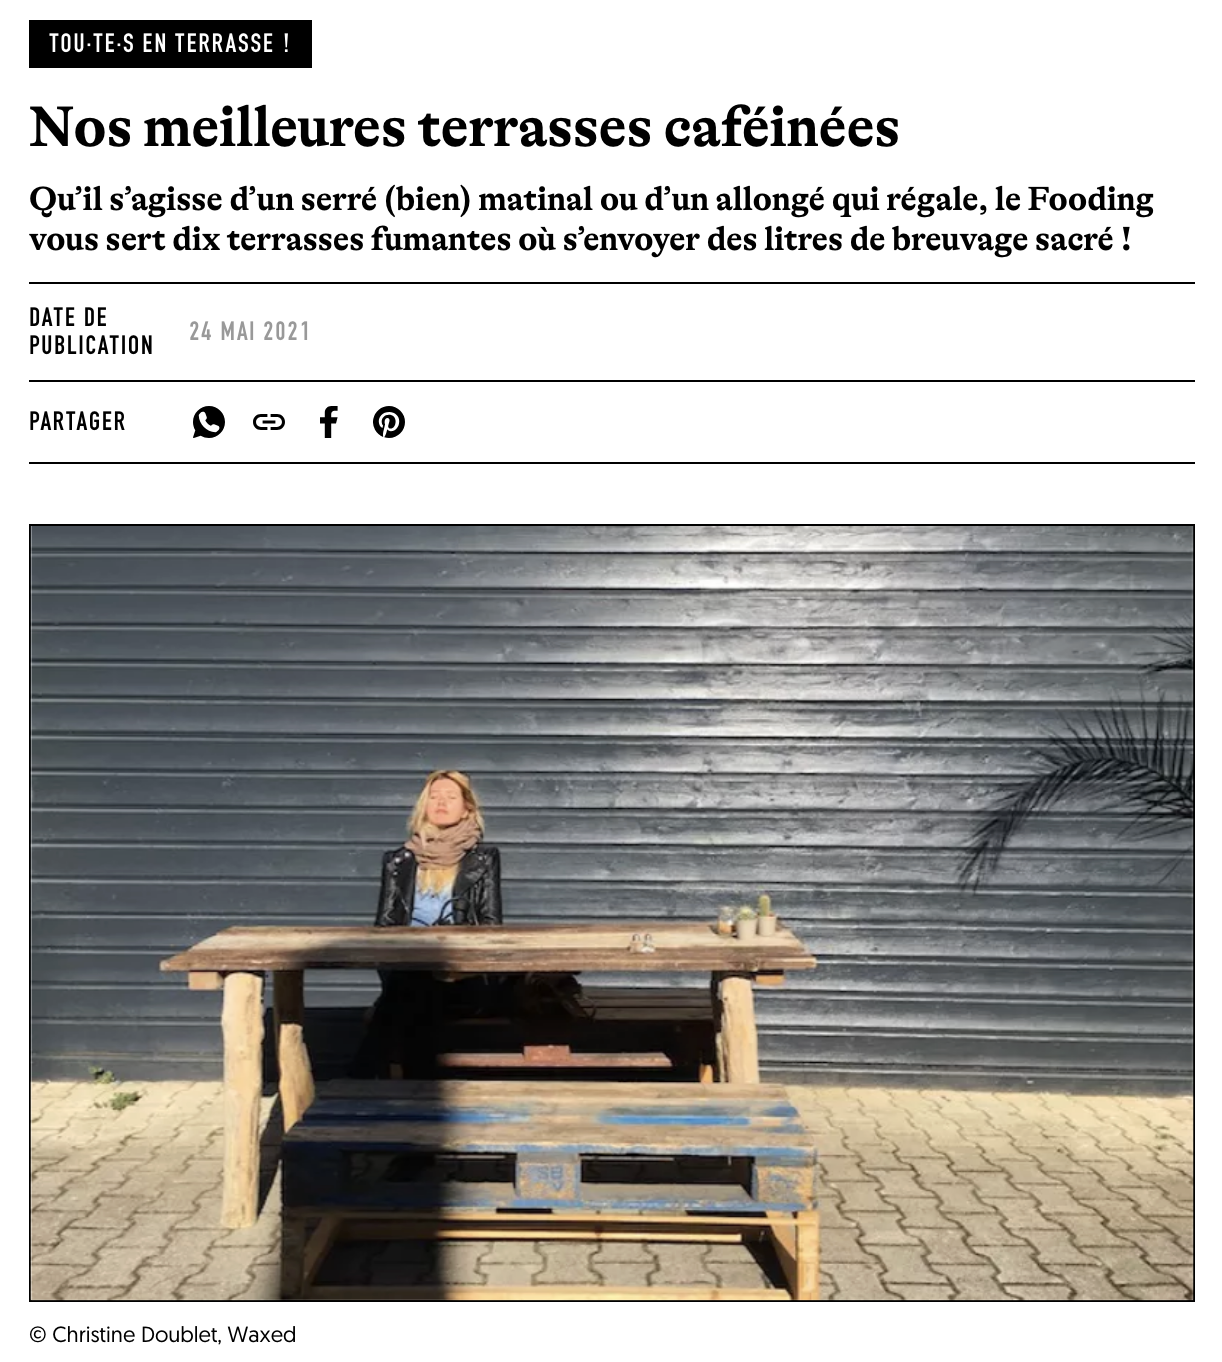 TOU·TE·S EN TERRASSE !
Nos meilleures terrasses caféinées
Qu’il s’agisse d’un serré (bien) matinal ou d’un allongé qui régale, le Fooding
vous sert dix terrasses fumantes où s’envoyer des litres de breuvage sacré !
DATE DE
PUBLICATION
24 MAI 2021
PARTAGER
© Christine Doublet, Waxed